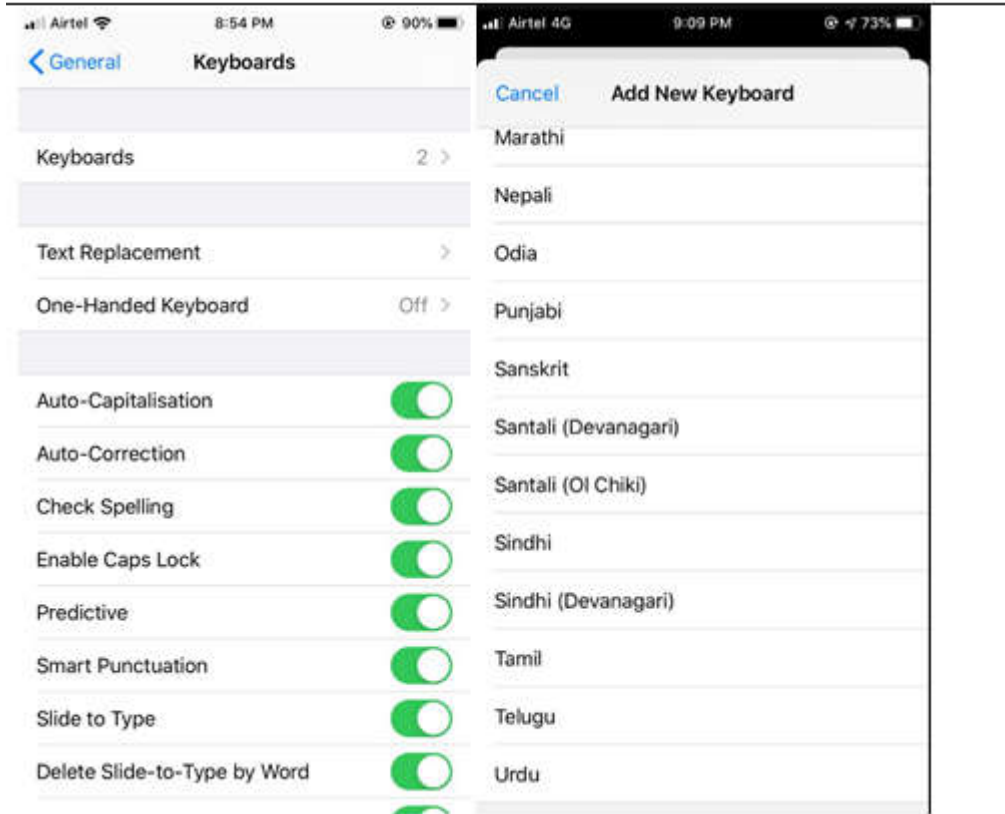 Airtel 8:54 PM 90%
General Keyboards
Keyboards 2
Text Replacement
One-Handed Keyboard Off
Auto-Capitalisation
Auto-Correction
Check Spelling
Enable Caps Lock
Predictive
Smart Punctuation
Slide to Type
Delete Slide-to-Type by Word
Airtel 4G 9:09 PM 73%
Cancel Add New Keyboard
Marathi
Nepali
Odia
Punjabi
Sanskrit
Santali (Devanagari)
Santali (Ol Chiki)
Sindhi
Sindhi (Devanagari)
Tamil
Telugu
Urdu